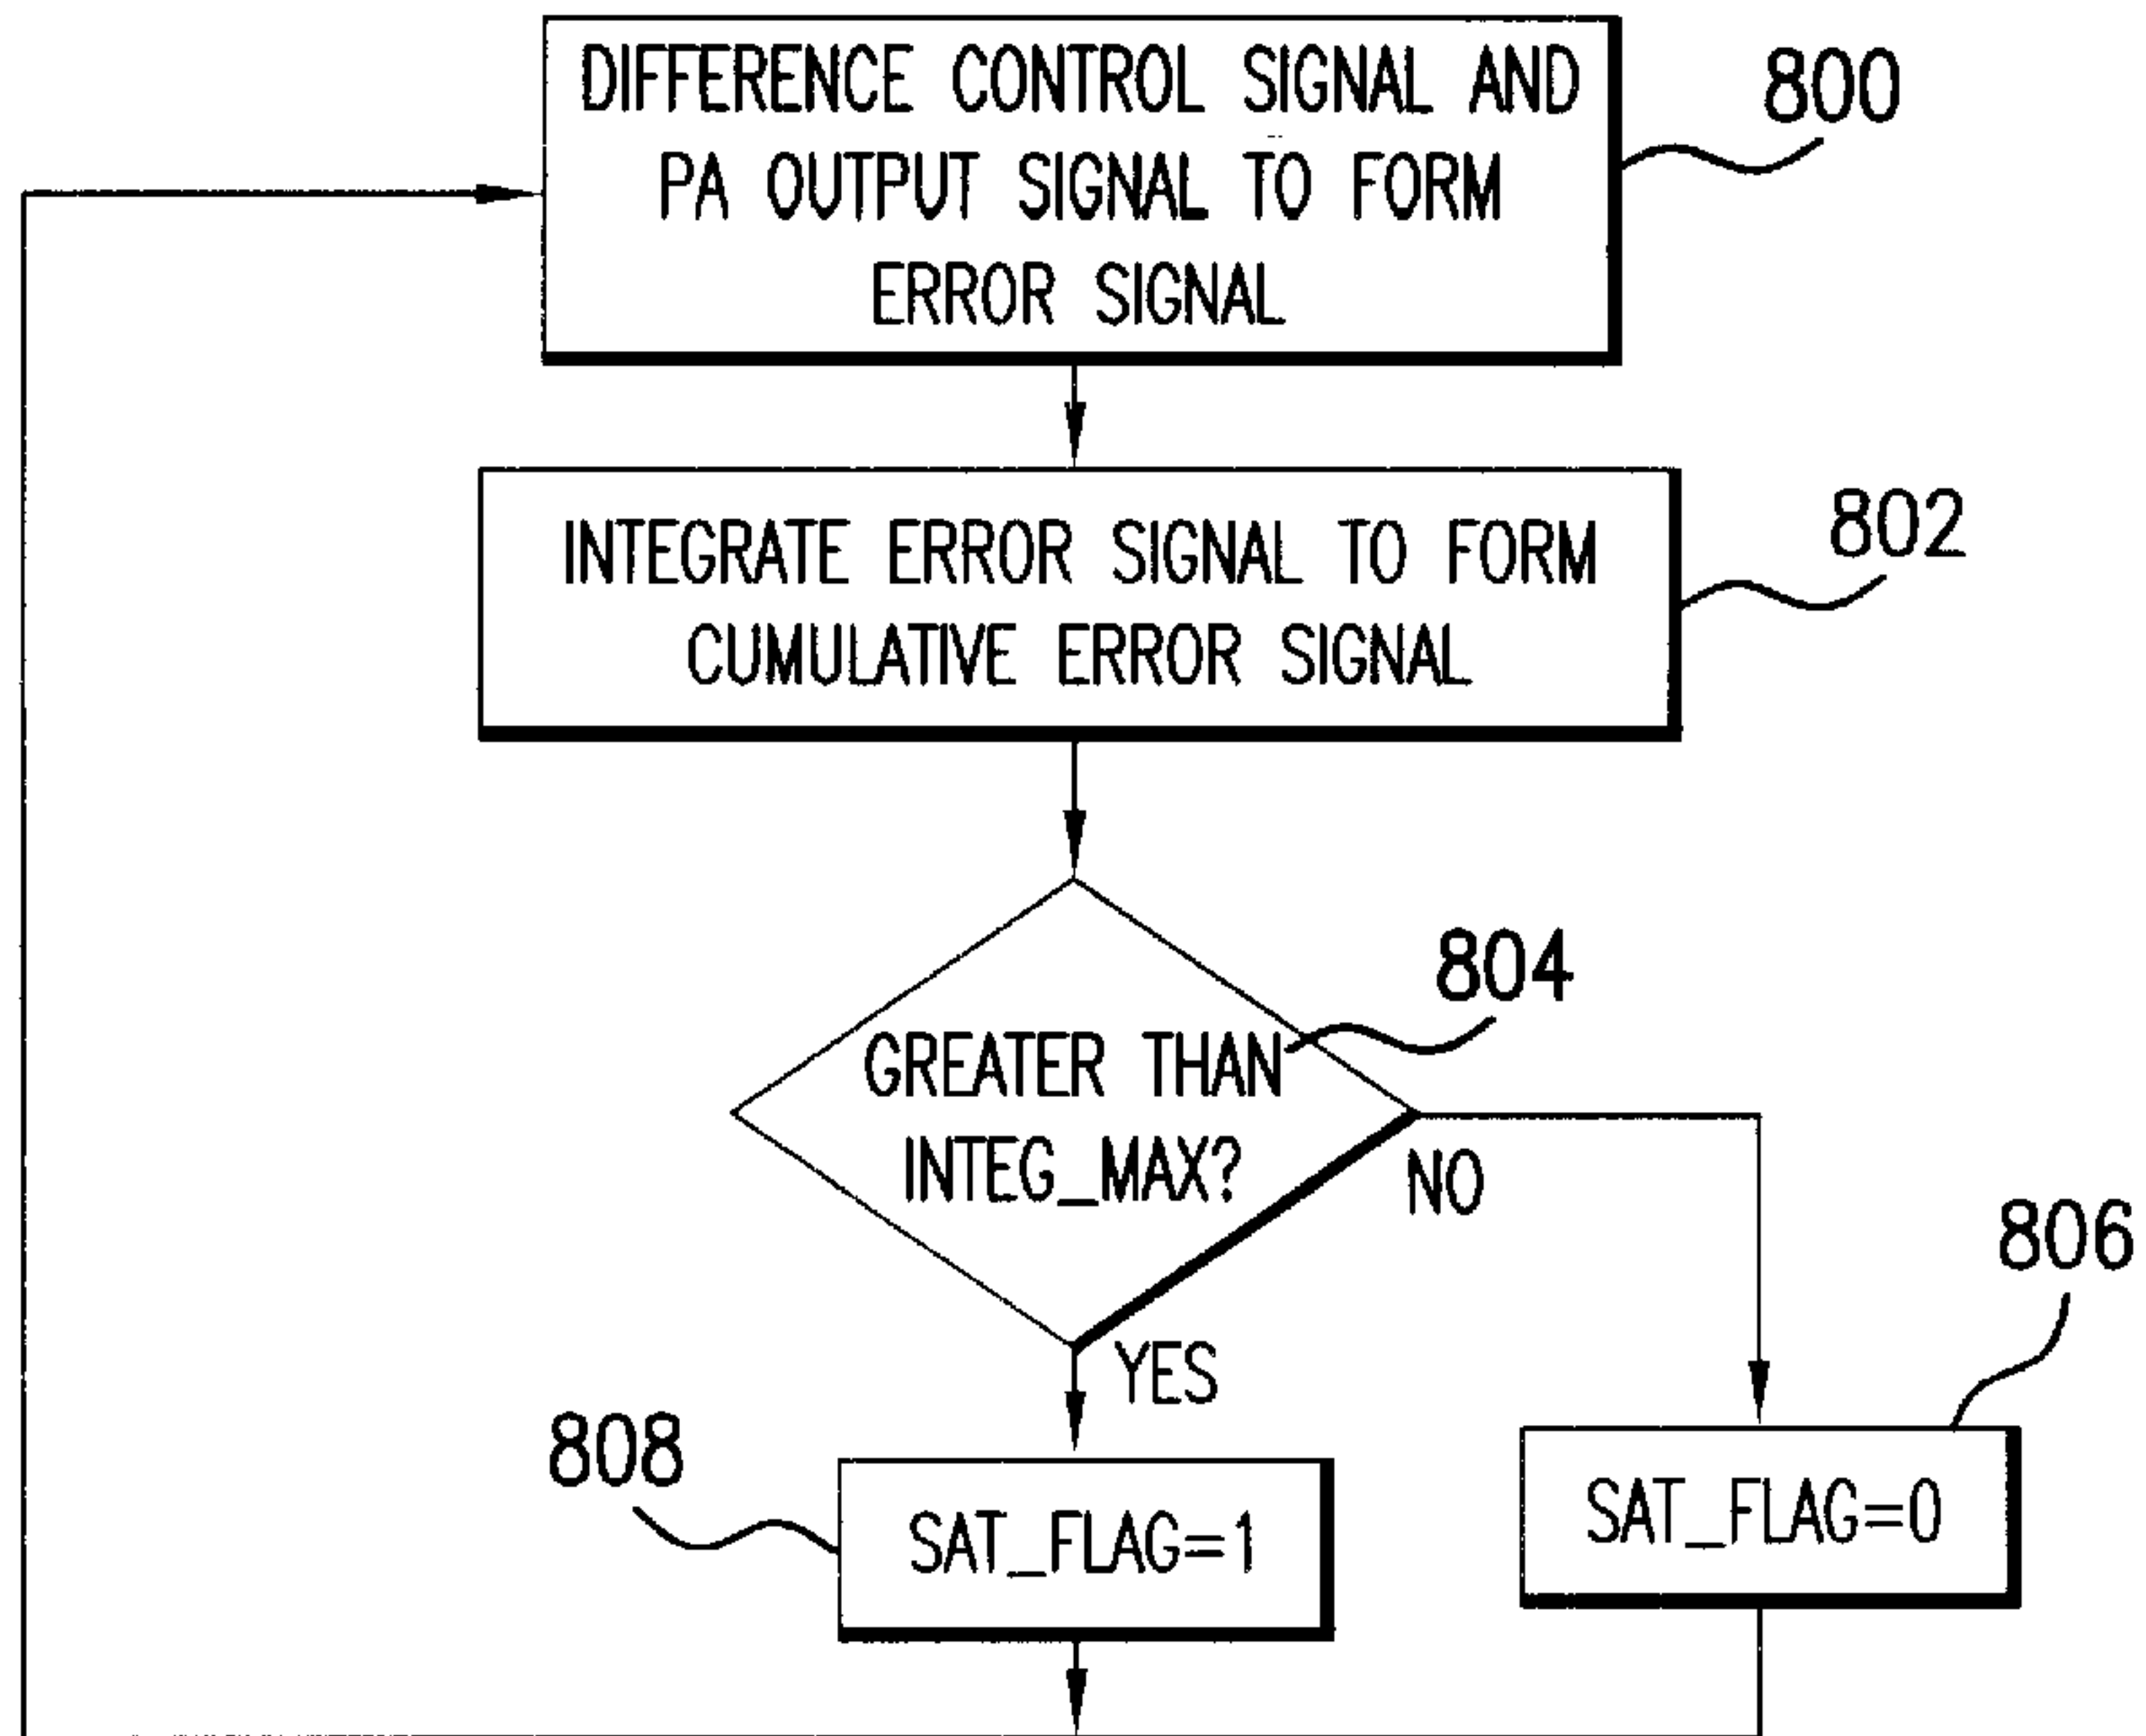 DIFFERENCE CONTROL SIGNAL AND
PA OUTPUT SIGNAL TO FORM
ERROR SIGNAL
800
INTEGRATE ERROR SIGNAL TO FORM
CUMULATIVE ERROR SIGNAL
802
804
GREATER THAN
INTEG_MAX?
NO
YES
806
SAT_FLAG=0
808
SAT_FLAG=1